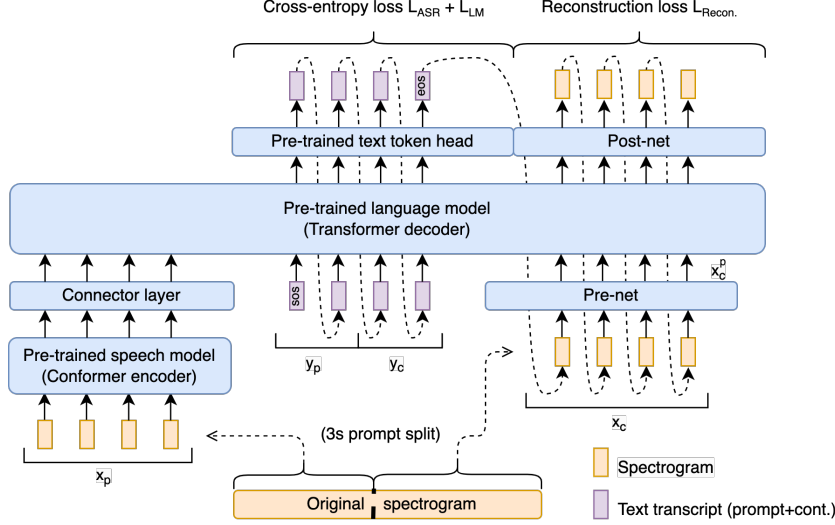 Cross-entropy loss L_ASR + L_LM
Reconstruction loss L_Recon.
eos
Pre-trained text token head
Post-net
Pre-trained language model
(Transformer decoder)
x_c^p
sos
Connector layer
Pre-net
Pre-trained speech model
(Conformer encoder)
y_p
y_c
x_c
(3s prompt split)
x_p
Spectrogram
Original spectrogram
Text transcript (prompt+cont.)